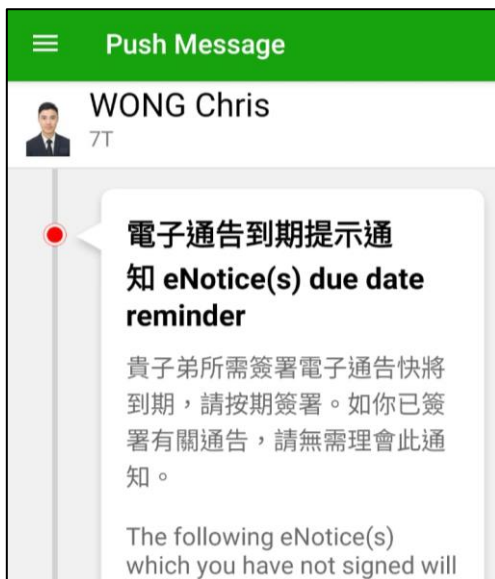 Push Message
WONG Chris
7T
電子通告到期提示通
知 eNotice(s) due date
reminder
貴子弟所需簽署電子通告快將
到期，請按期簽署。如你已簽
署有關通告，請無需理會此通
知。
The following eNotice(s)
which you have not signed will